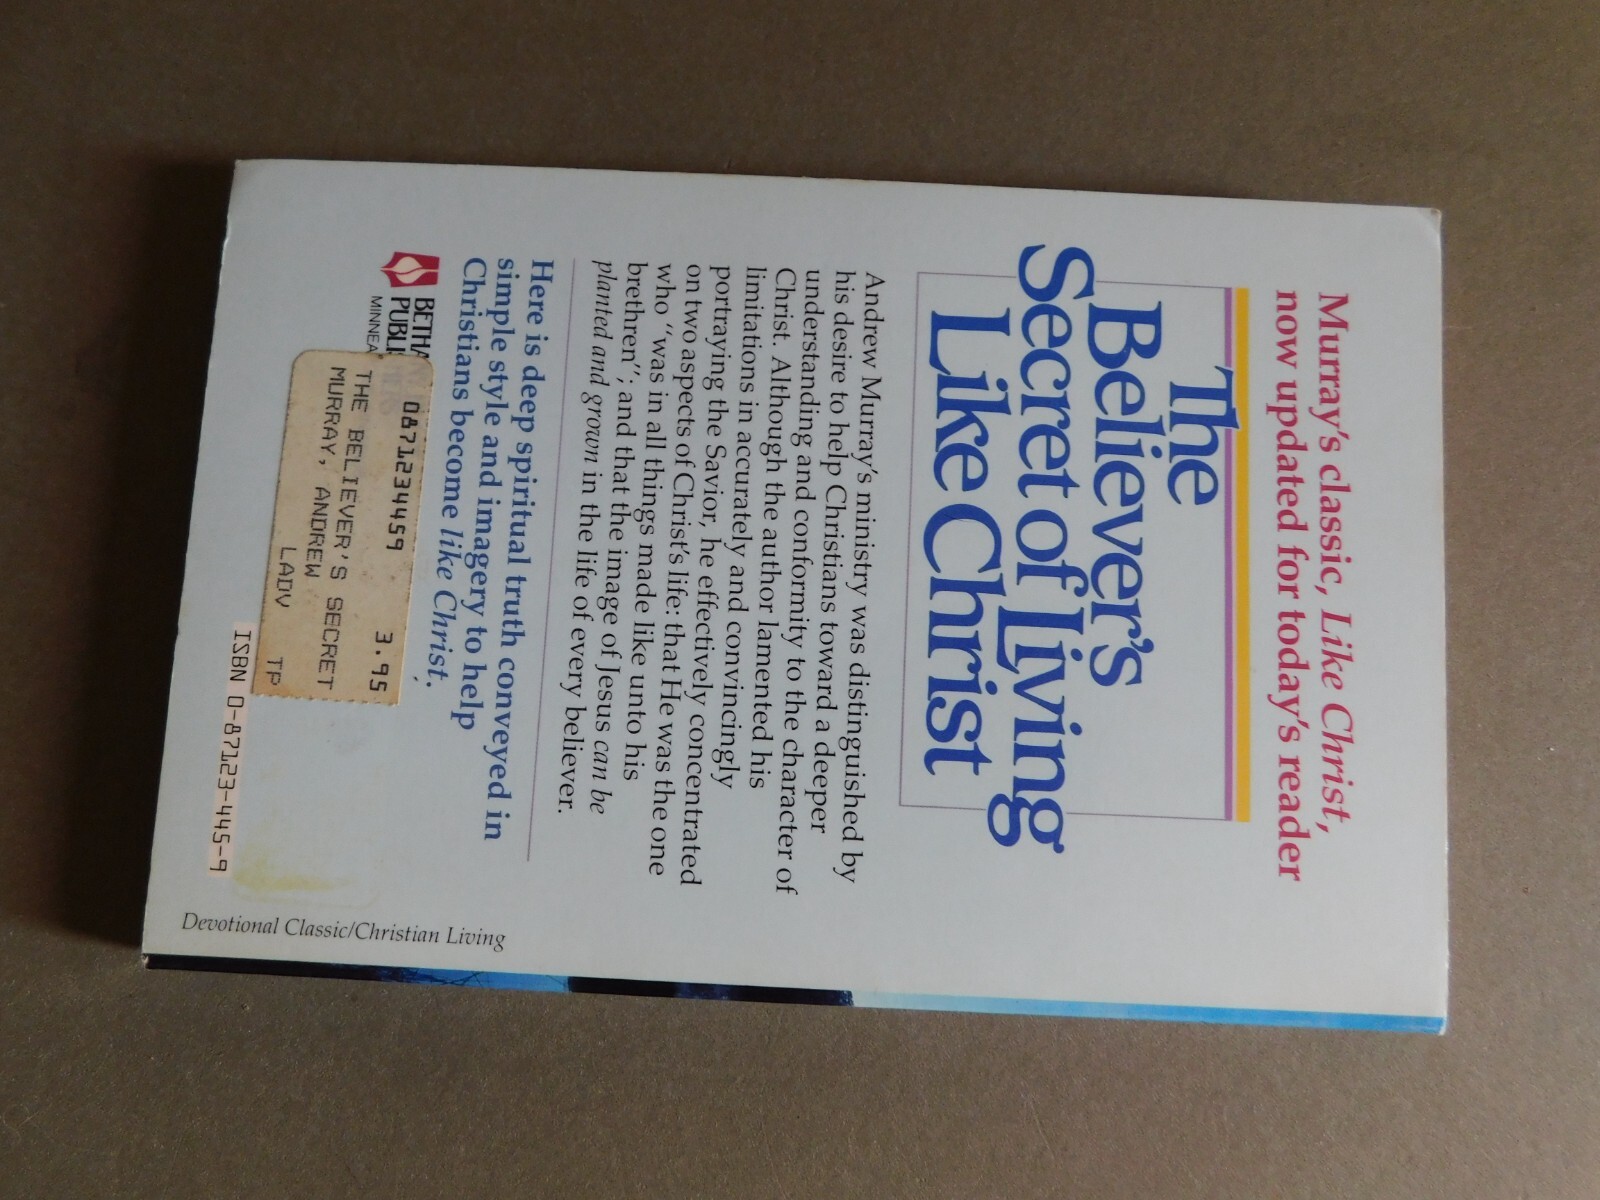 Murray's classic, Like Christ,
now updated for today's reader
The
Believer's
Secret of Living
Like Christ
Andrew Murray's ministry was distinguished by
his desire to help Christians toward a deeper
understanding and conformity to the character of
Christ. Although the author lamented his
limitations in accurately and convincingly
portraying the Savior, he effectively concentrated
on two aspects of Christ's life: that He was the one
who "was in all things made like unto his
brethren"; and that the image of Jesus can be
planted and grown in the life of every believer.
Here is deep spiritual truth conveyed in
simple style and imagery to help
Christians become like Christ.
BETHA
PUBLI
MINNEA
0871234459 3.95
THE BELIEVER'S SECRET
MURRAY, ANDREW
LADV TP
ISBN 0-87123-445-9
Devotional Classic/Christian Living